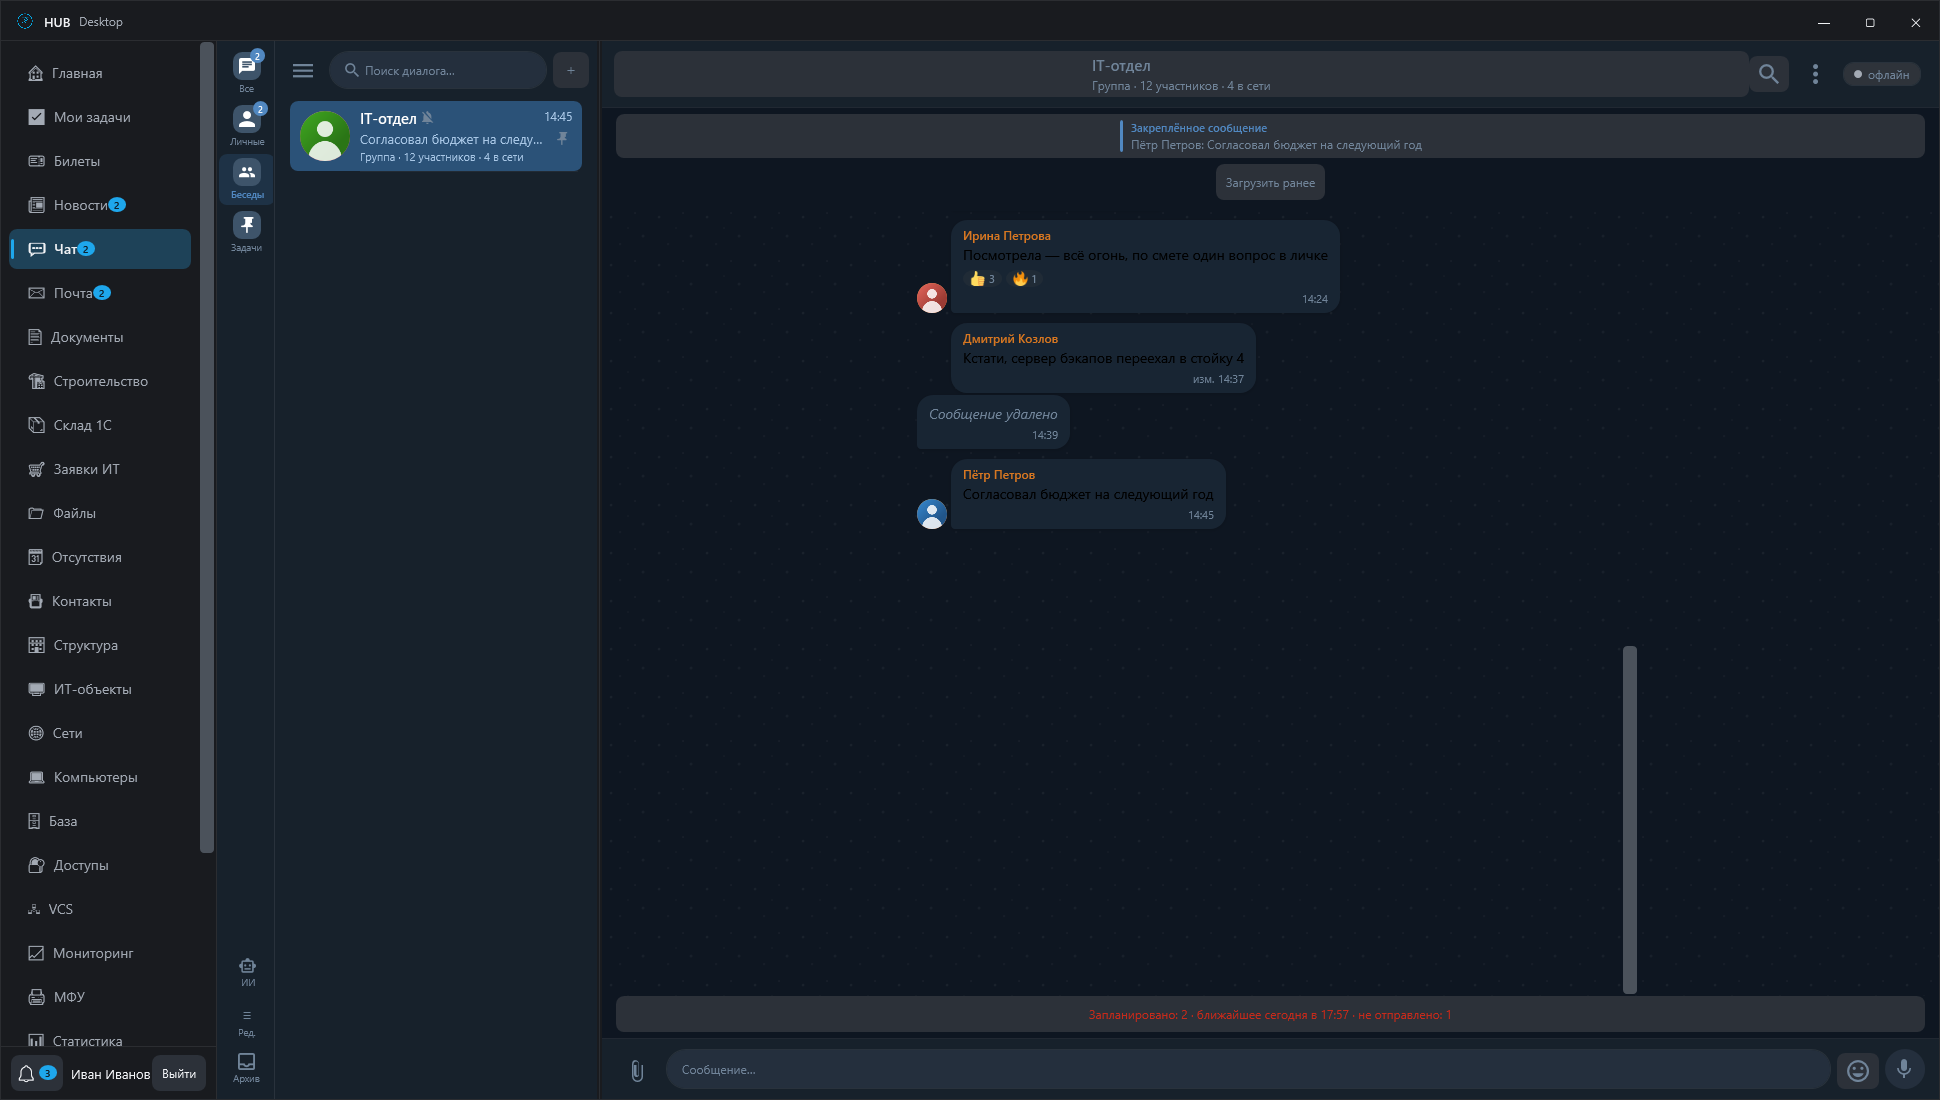 HUB Desktop
Главная
Мои задачи
Билеты
Новости 2
Чат 2
Почта 2
Документы
Строительство
Склад 1С
Заявки ИТ
Файлы
31 Отсутствия
Контакты
Структура
ИТ-объекты
Сети
Компьютеры
База
Доступы
VCS
Мониторинг
МФУ
Статистика
3 Иван Иванов Выйти
2
Все
2
Личные
Беседы
Задачи
ИИ
Ред.
Архив
Поиск диалога...
+
IT-отдел 14:45
Согласовал бюджет на следу...
Группа · 12 участников · 4 в сети
IT-отдел
Группа · 12 участников · 4 в сети
офлайн
Закреплённое сообщение
Пётр Петров: Согласовал бюджет на следующий год
Загрузить ранее
Ирина Петрова
Посмотрела — всё огонь, по смете один вопрос в личке
👍 3 🔥 1
14:24
Дмитрий Козлов
Кстати, сервер бэкапов переехал в стойку 4
изм. 14:37
Сообщение удалено
14:39
Пётр Петров
Согласовал бюджет на следующий год
14:45
Запланировано: 2 · ближайшее сегодня в 17:57 · не отправлено: 1
Сообщение...